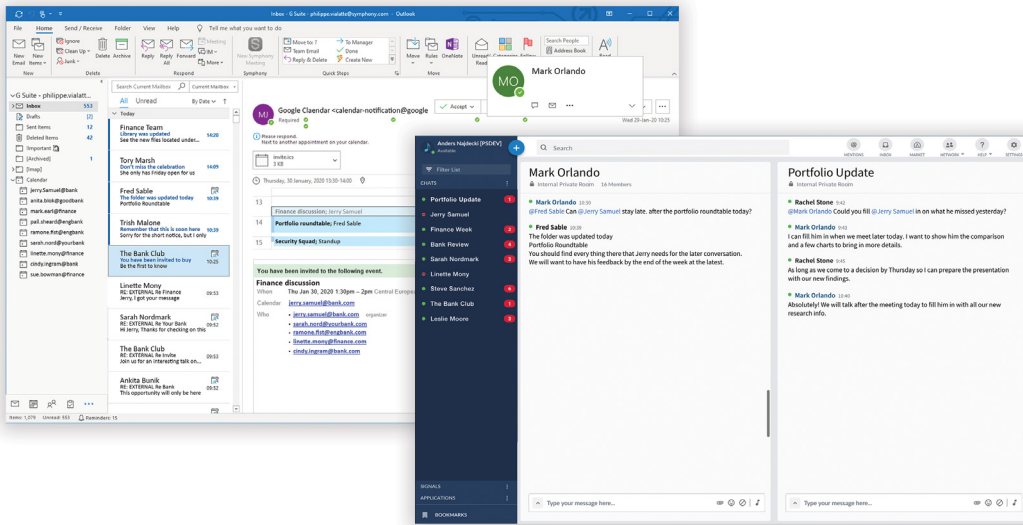 Inbox - G Suite - philippe.vialatte@symphony.com - Outlook
File Home Send / Receive Folder View Help Tell me what you want to do
New Email
New Items
Ignore
Clean Up
Junk
Delete
Archive
Reply
Reply All
Forward
Meeting
IM
More
New Symphony Meeting
Move to: ?
Team Email
Reply & Delete
To Manager
Done
Create New
Move
Rules
OneNote
Unread
Search People
Address Book
New Delete Respond Symphony Quick Steps Move
G Suite - philippe.vialatt...
Inbox 553
Drafts [2]
Sent Items 12
Deleted Items 42
!Important
[Archived] 1
[Imap]
Calendar
jerry.Samuel@bank
anita.blok@goodbank
mark.earl@finance
pail.sheard@engbank
ramone.fist@engbank
sarah.nord@yourbank
linette.mony@finance
cindy.ingram@bank
sue.bowman@finance
Items: 1,579 Unread: 553 Reminders: 15
Search Current Mailbox Current Mailbox
All Unread By Date
Today
Finance Team
Library was updated 14:20
See the new files located under...
Tory Marsh
Don't miss the celebration 14:09
She only has Friday open for us
Fred Sable
The folder was updated today 10:39
Portfolio Roundtable
Trish Malone
Remember that this is soon here 10:39
Sorry for the short notice, but I only
The Bank Club
You have been invited to buy 10:25
Be the first to know
Linette Mony
RE: EXTERNAL Re Finance 09:53
Jerry, I got your message
Sarah Nordmark
RE: EXTERNAL Re Your Bank 09:52
Hi Jerry, Thanks for checking on this
The Bank Club
RE: EXTERNAL Re Invite 09:53
Join us for an interesting talk on...
Ankita Bunik
RE: EXTERNAL Re Bank 09:52
This opportunity will only be here
MJ
Google Claendar <calendar-notification@google
Required
Accept
Wed 29-Jan-20 10:25
Please respond.
Next to another appointment on your calendar.
invite.ics
3 KB
Thursday, 30 January, 2020 13:30-14:00
13
Finance discussion; Jerry Samuel
14 Portfolio roundtable; Fred Sable
15 Security Squad; Standup
You have been invited to the following event.
Finance discussion
When Thu Jan 30, 2020 1:30pm – 2pm Central Europe
Calendar jerry.samuel@bank.com
Who • jerry.samuel@bank.com organizer
• sarah.nord@yourbank.com
• ramone.fist@engbank.com
• linette.mony@finance.com
• cindy.ingram@bank.com
MO
Mark Orlando
Anders Najdecki [PSDEV]
Available
Search
MENTIONS INBOX MARKET NETWORK HELP SETTINGS
Filter List
CHATS
Portfolio Update 1
Jerry Samuel
Finance Week 2
Bank Review 4
Sarah Nordmark 3
Linette Mony
Steve Sanchez 6
The Bank Club 1
Leslie Moore 3
SIGNALS
APPLICATIONS
BOOKMARKS
Mark Orlando
Internal Private Room 16 Members
Mark Orlando 10:30
@Fred Sable Can @Jerry Samuel stay late. after the portfolio roundtable today?
Fred Sable 10:39
The folder was updated today
Portfolio Roundtable
You should find every thing there that Jerry needs for the later conversation.
We will want to have his feedback by the end of the week at the latest.
Type your message here...
Portfolio Update
Internal Private Room
Rachel Stone 9:42
@Mark Orlando Could you fill @Jerry Samuel in on what he missed yesterday?
Mark Orlando 9:43
I can fill him in when we meet later today. I want to show him the comparison
and a few charts to bring in more details.
Rachel Stone 9:45
As long as we come to a decision by Thursday so I can prepare the presentation
with our new findings.
Mark Orlando 10:40
Absolutely! We will talk after the meeting today to fill him in with all our new
research info.
Type your message here...